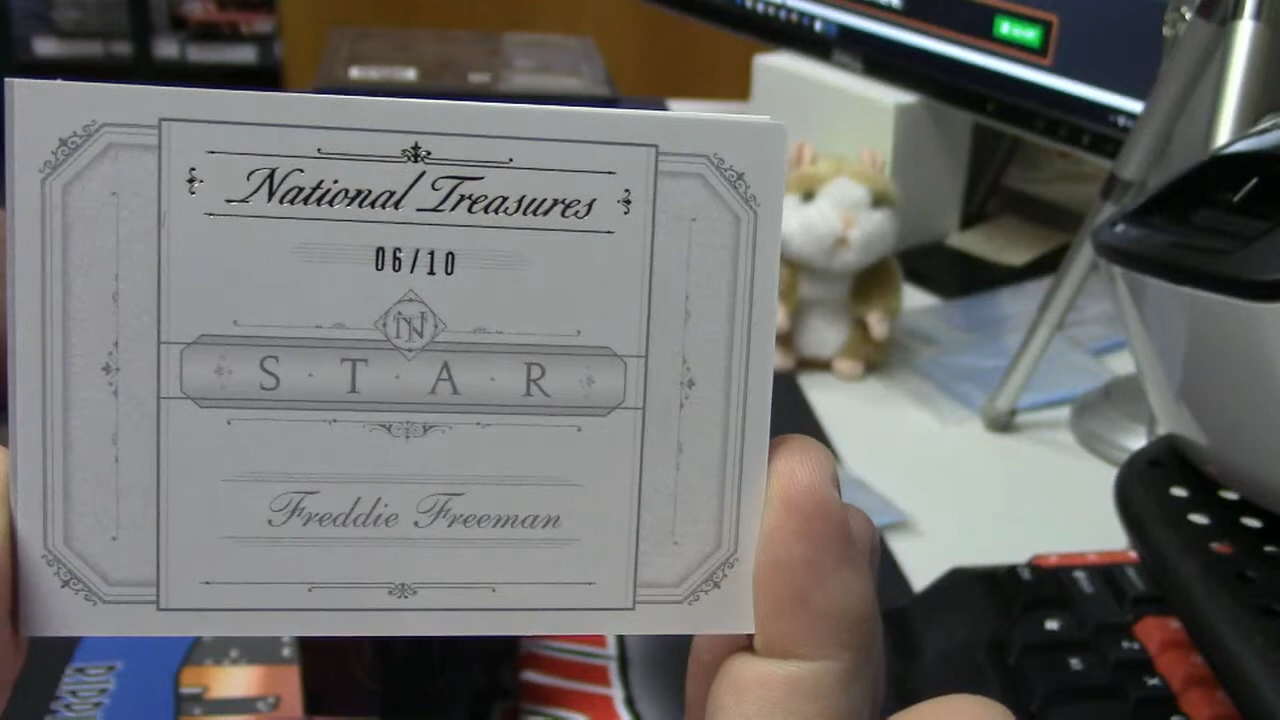 National Treasures
06/10
NT
S · T · A · R
Freddie Freeman